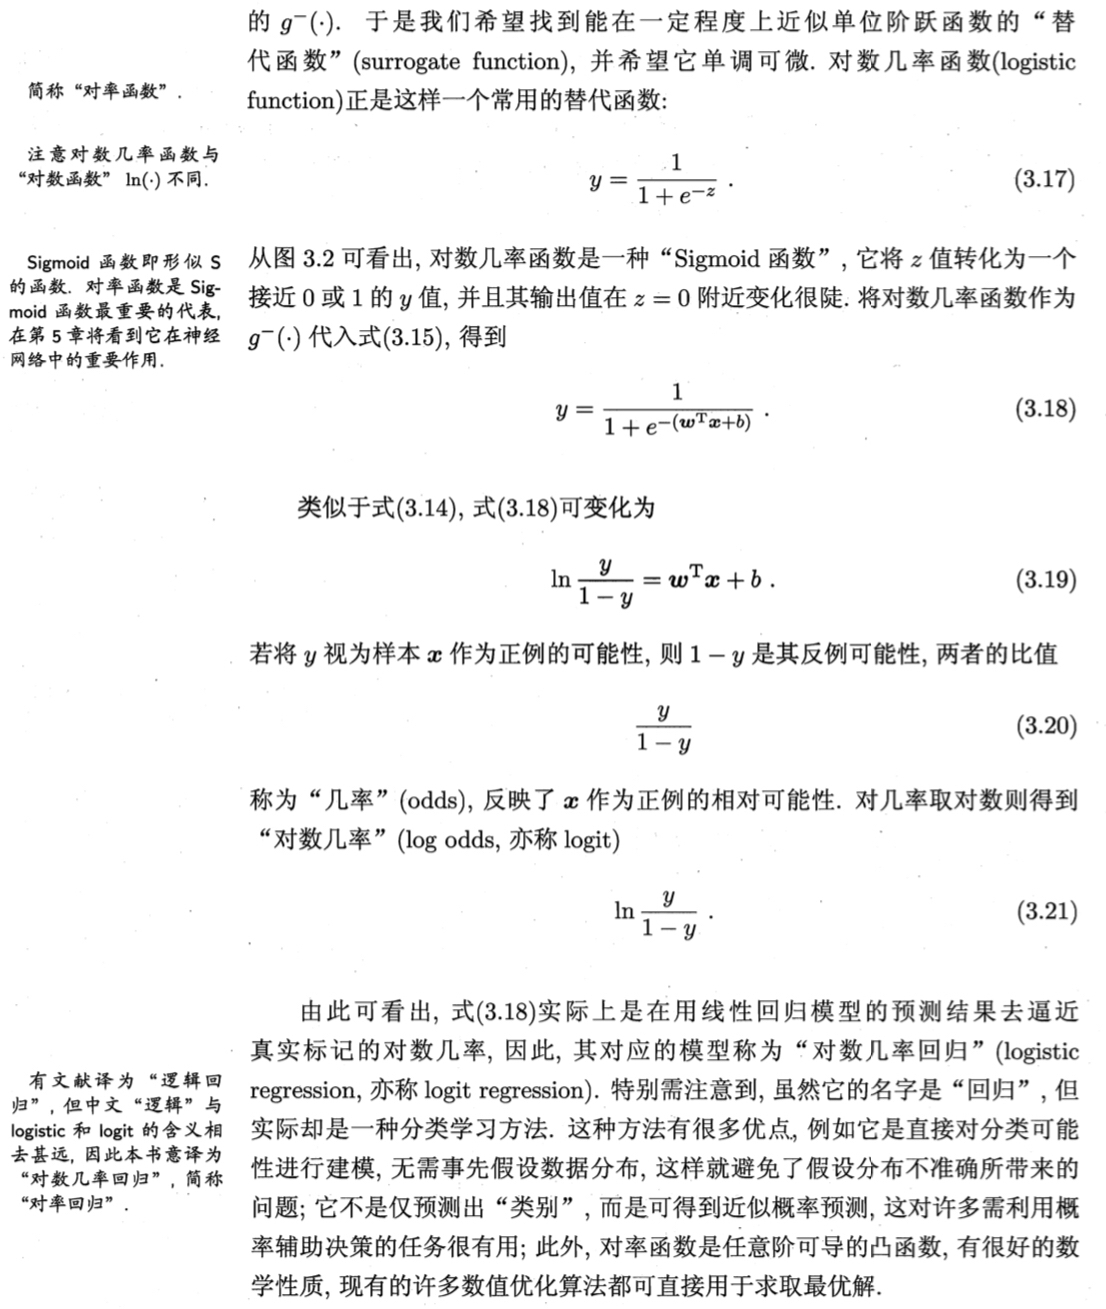 的 g⁻(·). 于是我们希望找到能在一定程度上近似单位阶跃函数的“替
代函数”(surrogate function), 并希望它单调可微. 对数几率函数(logistic
简称“对率函数”.
function)正是这样一个常用的替代函数:
注意对数几率函数与
“对数函数” ln(·) 不同.
y = 1 / (1 + e^{-z}) . (3.17)
Sigmoid 函数即形似 S
的函数. 对率函数是 Sig-
moid 函数最重要的代表,
在第 5 章将看到它在神经
网络中的重要作用.
从图 3.2 可看出, 对数几率函数是一种“Sigmoid 函数”, 它将 z 值转化为一个
接近 0 或 1 的 y 值, 并且其输出值在 z = 0 附近变化很陡. 将对数几率函数作为
g⁻(·) 代入式(3.15), 得到
y = 1 / (1 + e^{-(w^T x+b)}) . (3.18)
类似于式(3.14), 式(3.18)可变化为
ln y / (1 − y) = w^T x + b . (3.19)
若将 y 视为样本 x 作为正例的可能性, 则 1 − y 是其反例可能性, 两者的比值
y / (1 − y) (3.20)
称为“几率”(odds), 反映了 x 作为正例的相对可能性. 对几率取对数则得到
“对数几率”(log odds, 亦称 logit)
ln y / (1 − y) . (3.21)
由此可看出, 式(3.18)实际上是在用线性回归模型的预测结果去逼近
真实标记的对数几率, 因此, 其对应的模型称为“对数几率回归”(logistic
regression, 亦称 logit regression). 特别需注意到, 虽然它的名字是“回归”, 但
实际却是一种分类学习方法. 这种方法有很多优点, 例如它是直接对分类可能
性进行建模, 无需事先假设数据分布, 这样就避免了假设分布不准确所带来的
问题; 它不是仅预测出“类别”, 而是可得到近似概率预测, 这对许多需利用概
率辅助决策的任务很有用; 此外, 对率函数是任意阶可导的凸函数, 有很好的数
学性质, 现有的许多数值优化算法都可直接用于求取最优解.
有文献译为“逻辑回
归”, 但中文“逻辑”与
logistic 和 logit 的含义相
去甚远, 因此本书意译为
“对数几率回归”, 简称
“对率回归”.